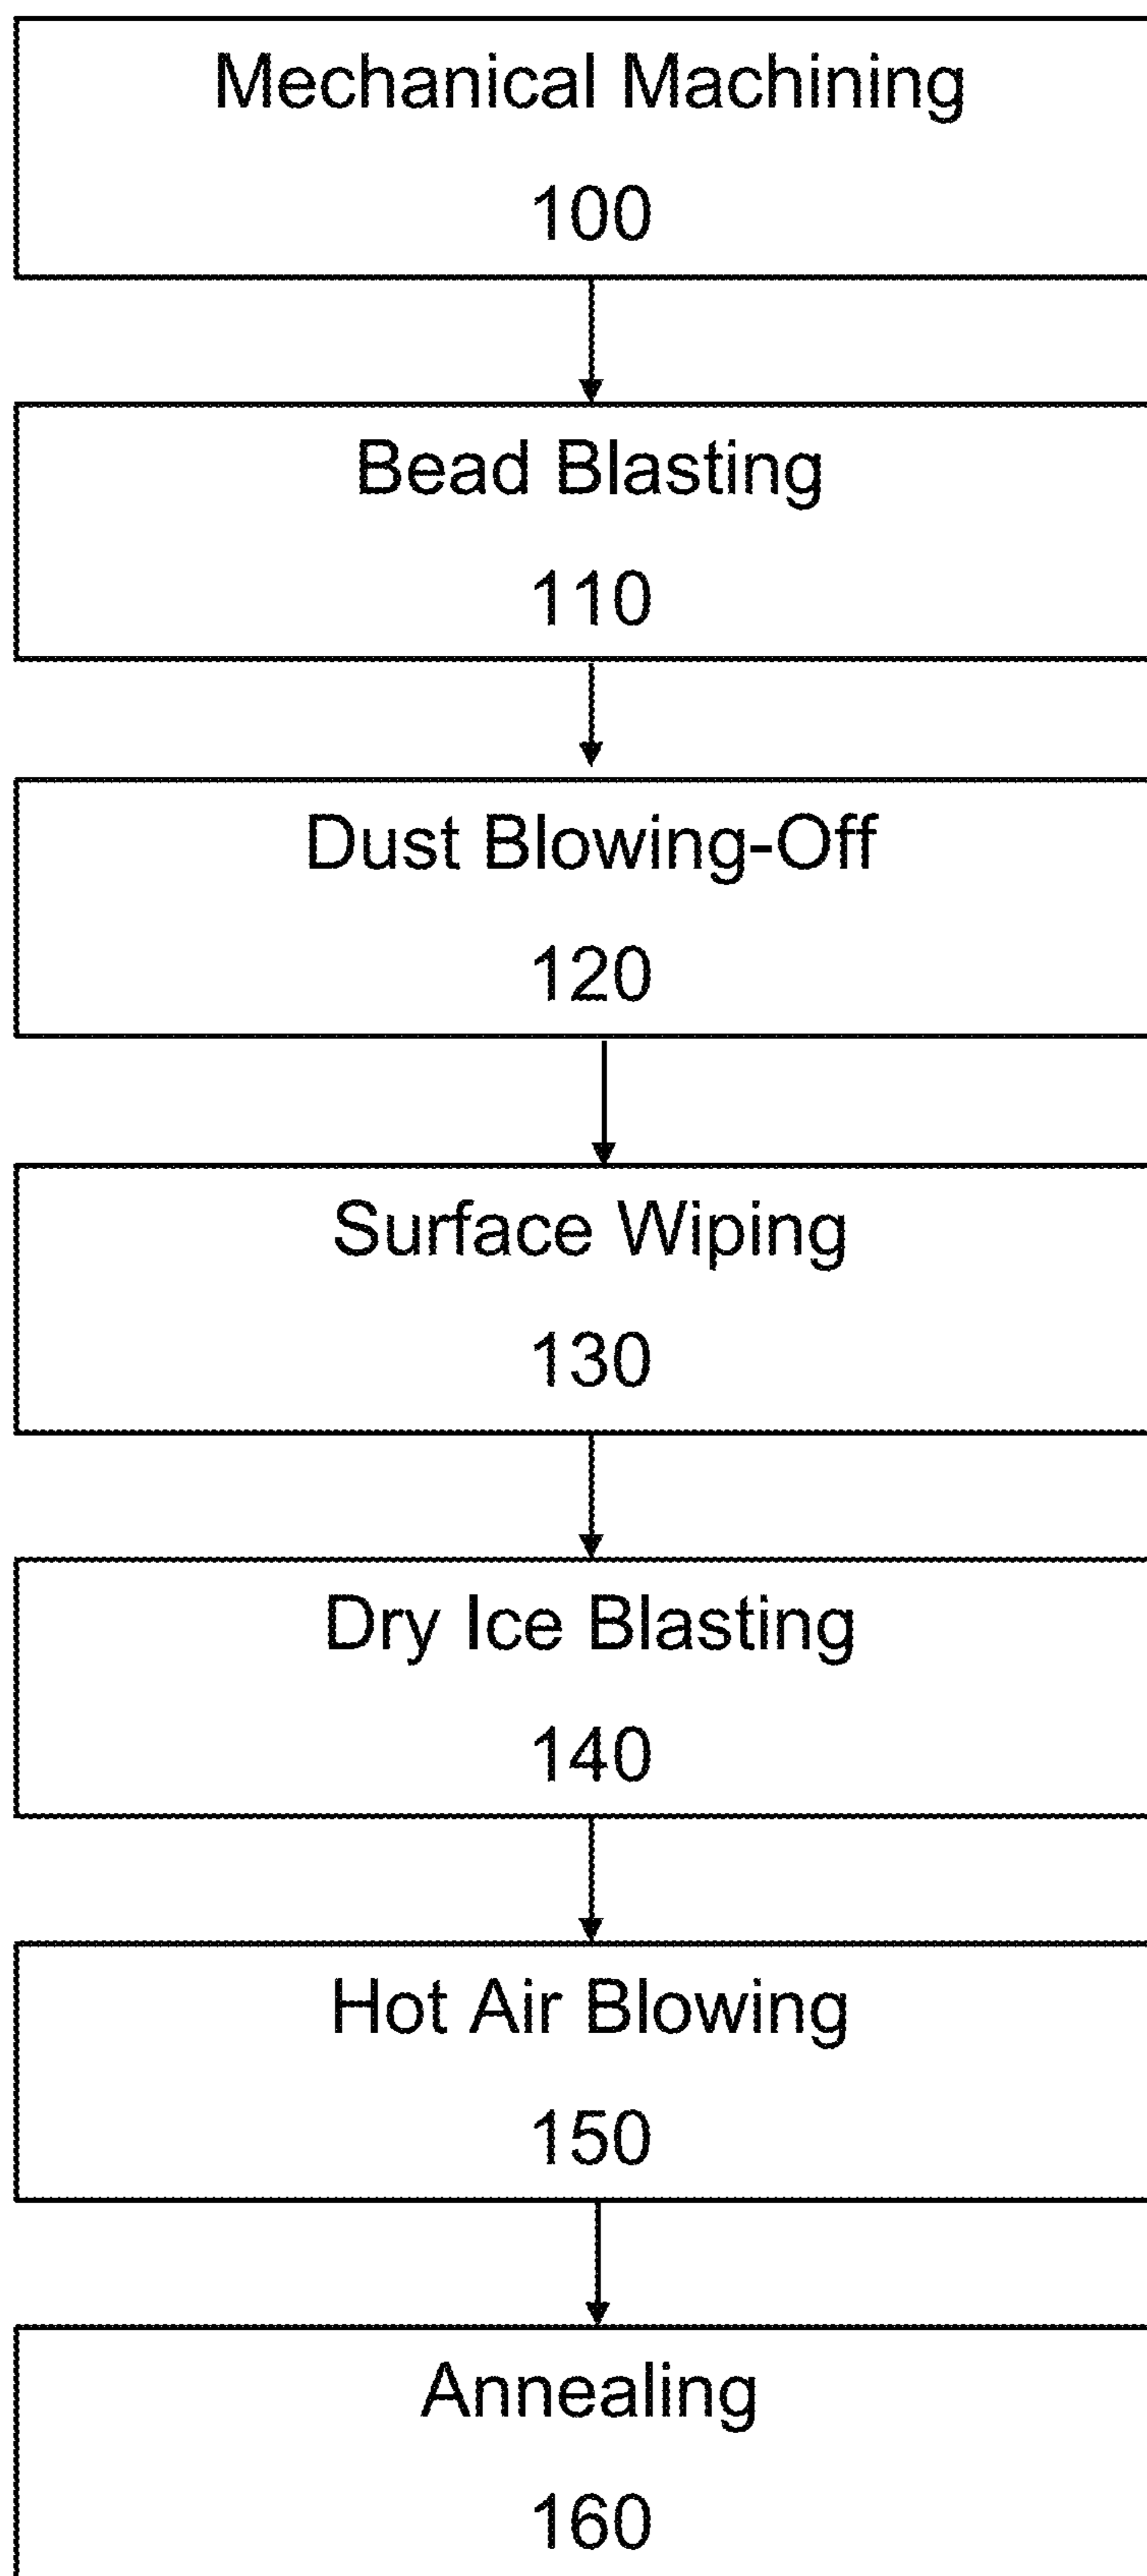 Mechanical Machining
100
Bead Blasting
110
Dust Blowing-Off
120
Surface Wiping
130
Dry Ice Blasting
140
Hot Air Blowing
150
Annealing
160